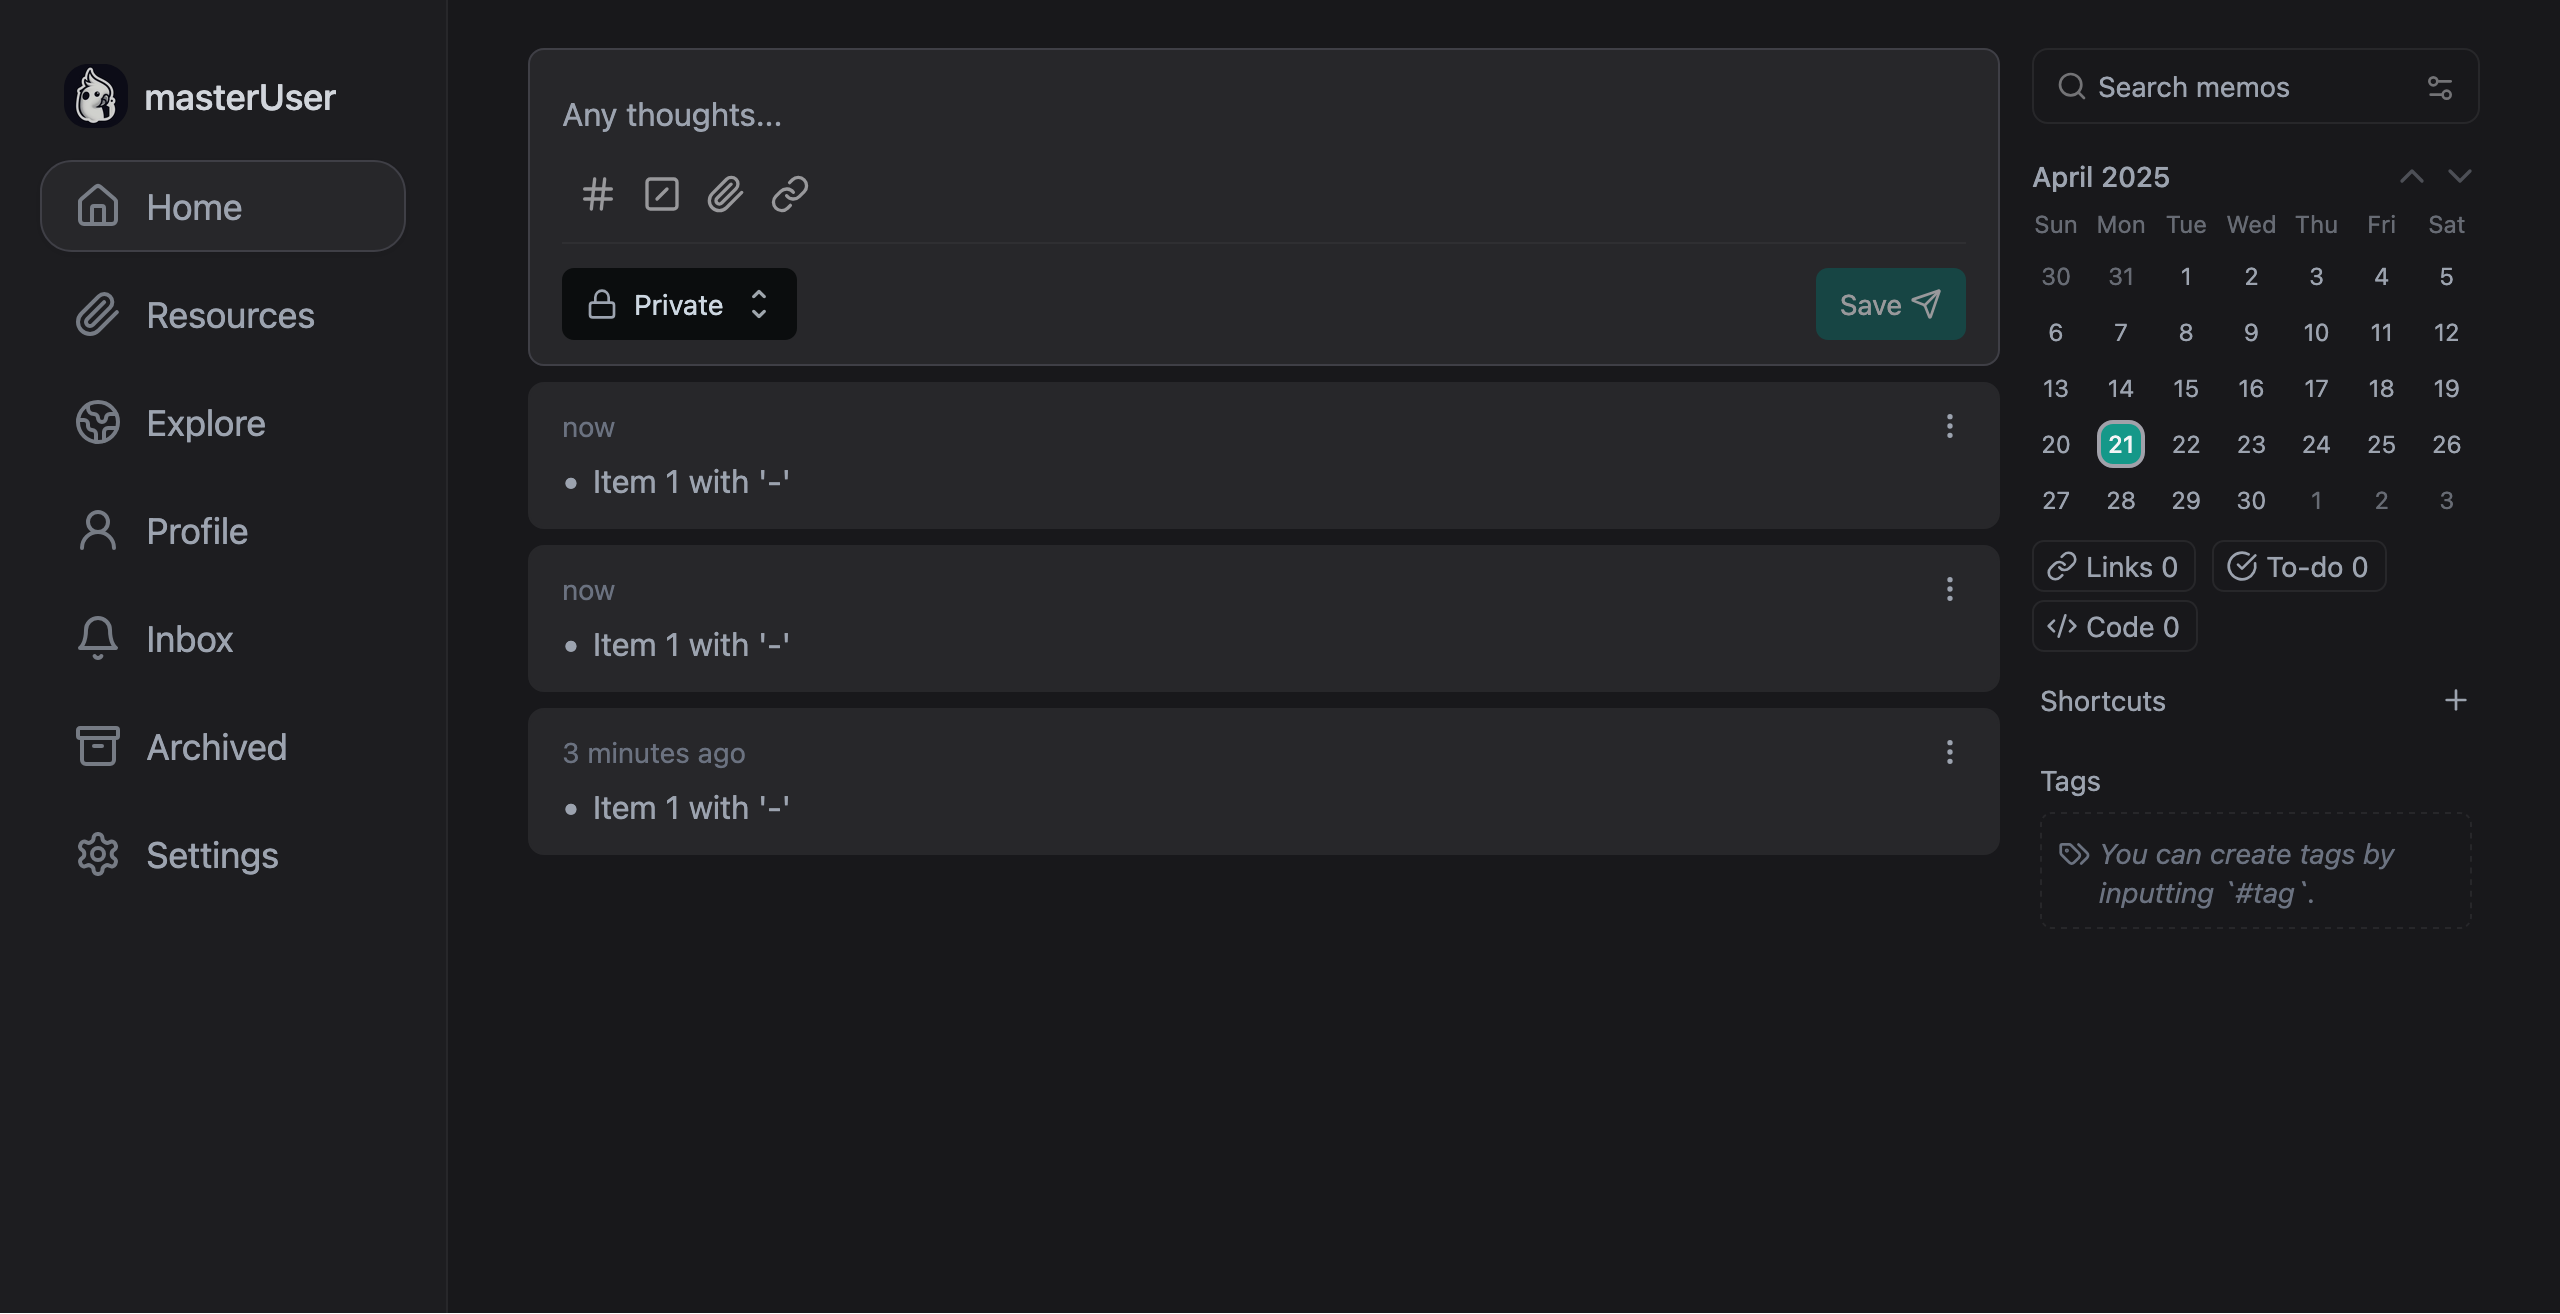 masterUser
Home
Resources
Explore
Profile
Inbox
Archived
Settings
Any thoughts...
Private
Save
now
• Item 1 with '-'
now
• Item 1 with '-'
3 minutes ago
• Item 1 with '-'
Search memos
April 2025
Sun Mon Tue Wed Thu Fri Sat
30 31 1 2 3 4 5
6 7 8 9 10 11 12
13 14 15 16 17 18 19
20 21 22 23 24 25 26
27 28 29 30 1 2 3
Links 0 To-do 0
Code 0
Shortcuts
Tags
You can create tags by
inputting `#tag`.